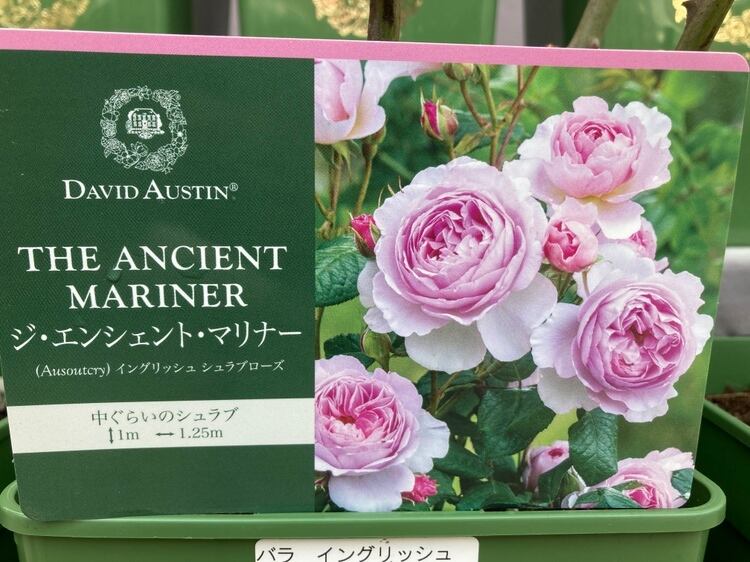 DAVID AUSTIN®
THE ANCIENT
MARINER
ジ・エンシェント・マリナー
(Ausoutcry) イングリッシュ シュラブローズ
中ぐらいのシュラブ
↕1m ↔1.25m
バラ イングリッシュ